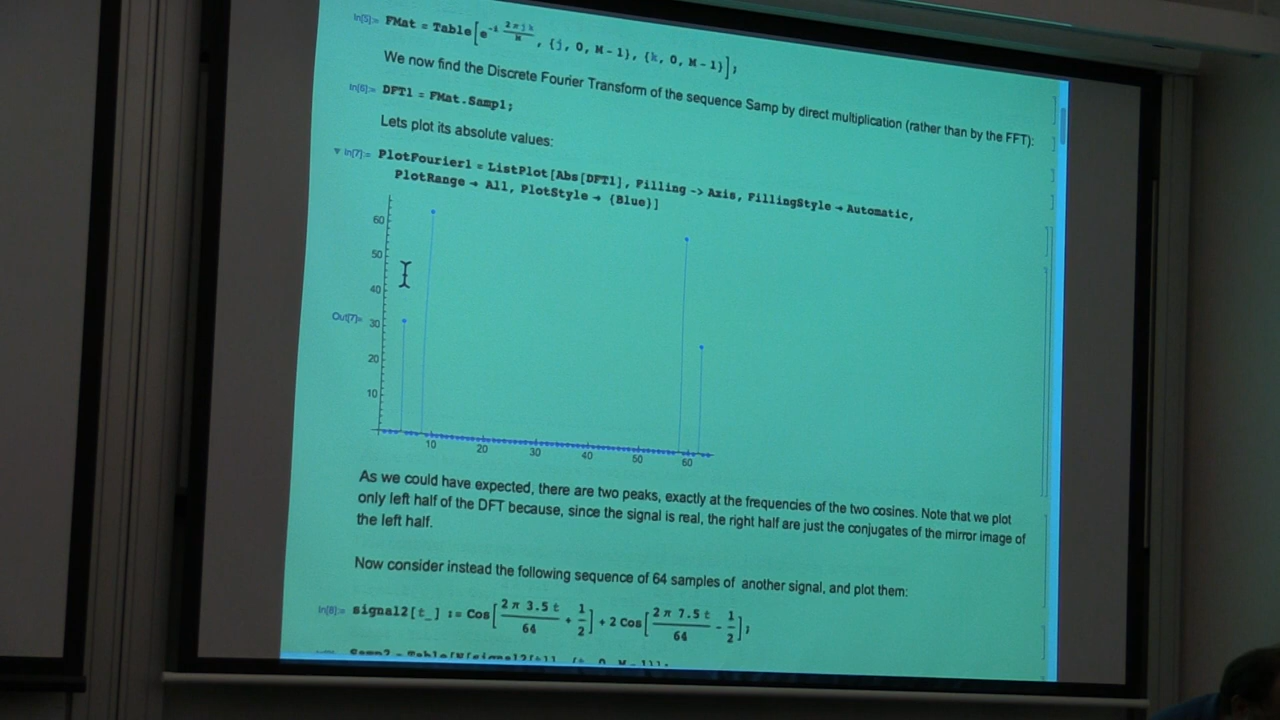 In[5]:= FMat = Table[e^(-i 2πjk/M), {j, 0, M - 1}, {k, 0, M - 1}];
We now find the Discrete Fourier Transform of the sequence Samp by direct multiplication (rather than by the FFT):
In[6]:= DFT1 = FMat.Samp1;
Lets plot its absolute values:
In[7]:= PlotFourier1 = ListPlot[Abs[DFT1], Filling -> Axis, FillingStyle → Automatic,
PlotRange → All, PlotStyle → {Blue}]
60
50
40
Out[7]= 30
20
10
10 20 30 40 50 60
As we could have expected, there are two peaks, exactly at the frequencies of the two cosines. Note that we plot
only left half of the DFT because, since the signal is real, the right half are just the conjugates of the mirror image of
the left half.
Now consider instead the following sequence of 64 samples of another signal, and plot them:
In[8]:= signal2[t_] := Cos[2 π 3.5 t/64 + 1/2] + 2 Cos[2 π 7.5 t/64 - 1/2];